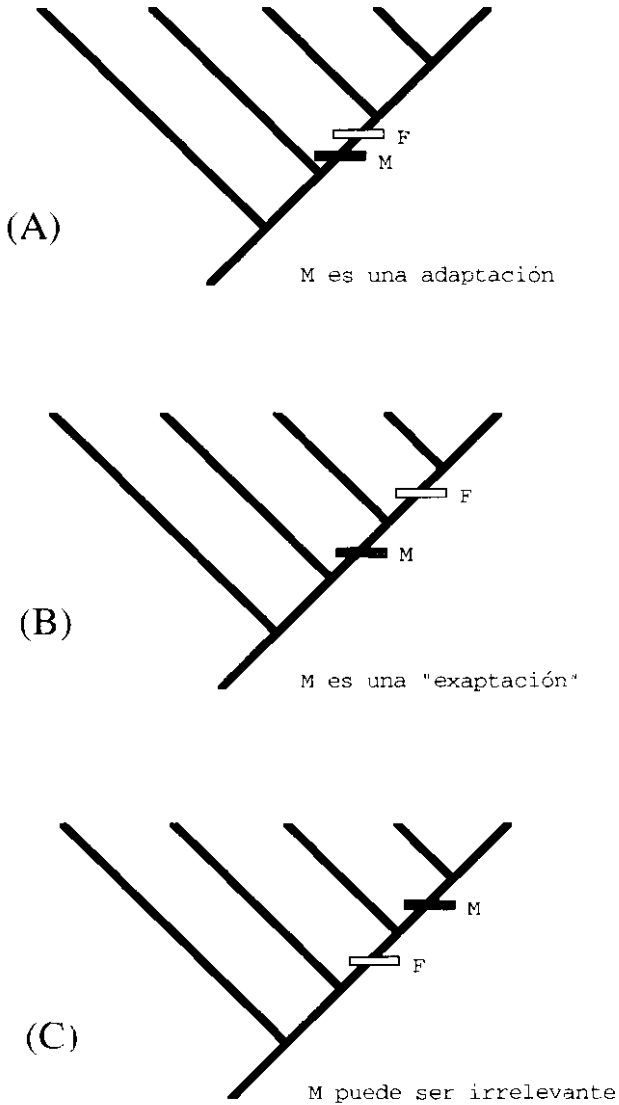 F
M
(A)
M es una adaptación
F
M
(B)
M es una "exaptación"
M
F
(C)
M puede ser irrelevante